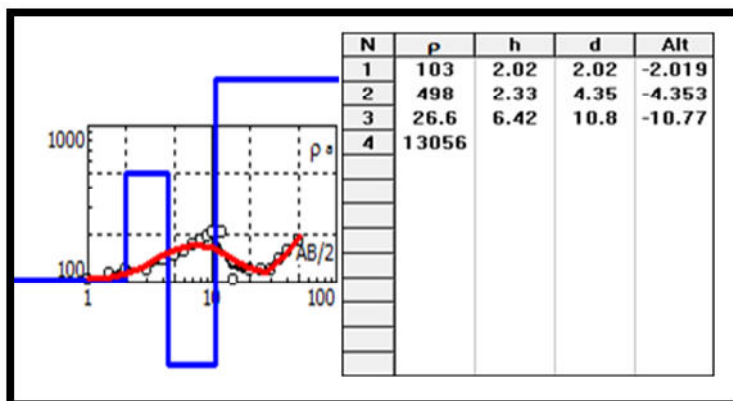 N ρ h d Alt
1 103 2.02 2.02 -2.019
2 498 2.33 4.35 -4.353
3 26.6 6.42 10.8 -10.77
4 13056
1000
ρ a
AB/2
100
1 10 100